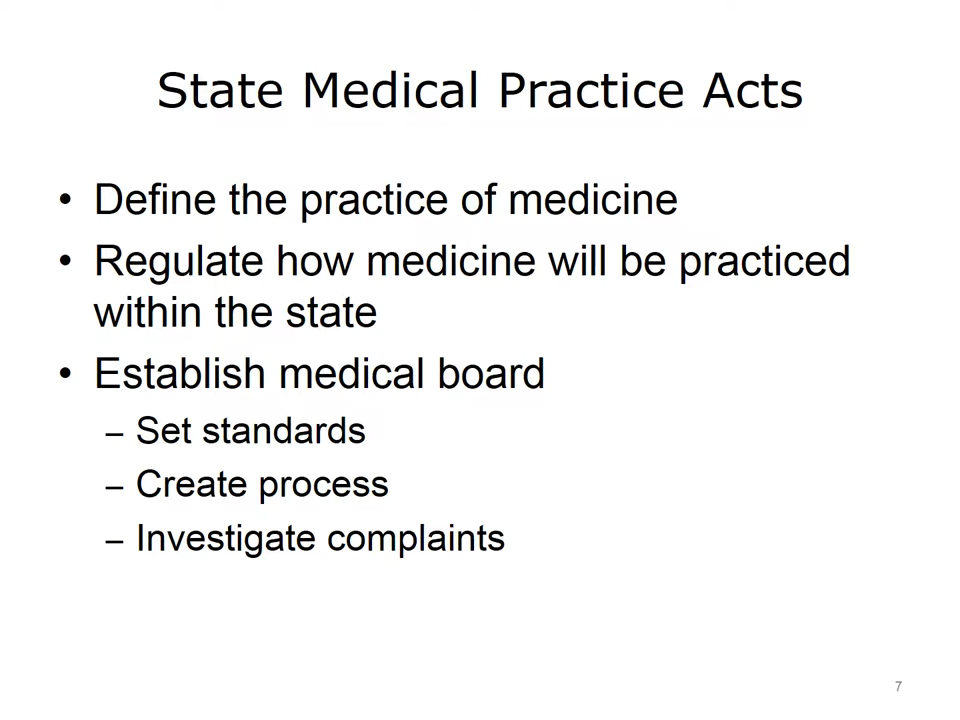 State Medical Practice Acts
• Define the practice of medicine
• Regulate how medicine will be practiced
within the state
• Establish medical board
– Set standards
– Create process
– Investigate complaints
7